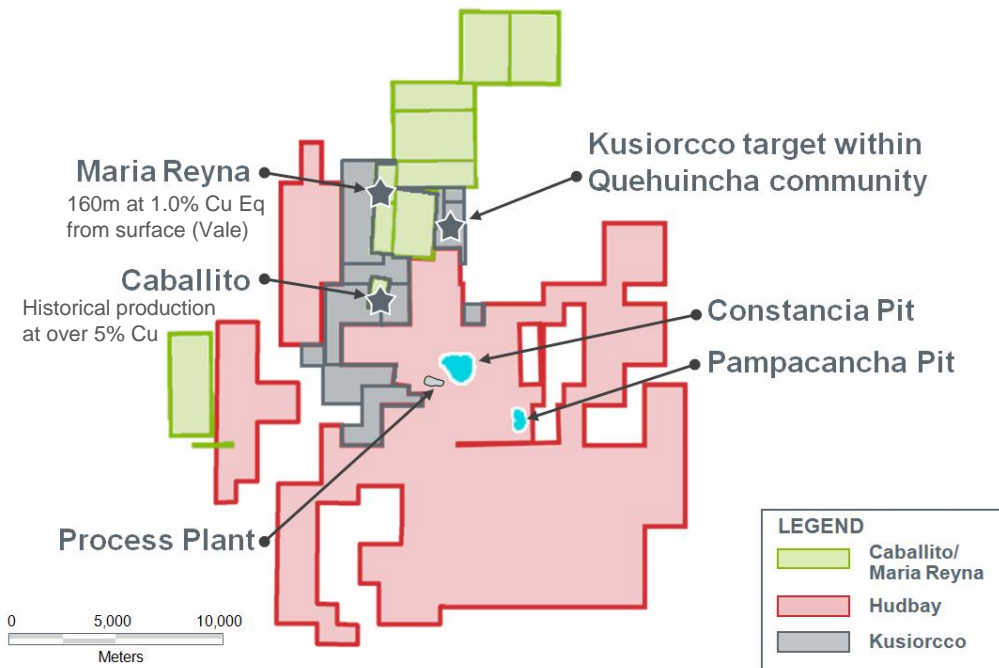 Maria Reyna
160m at 1.0% Cu Eq
from surface (Vale)
Kusiorcco target within
Quehuincha community
Caballito
Historical production
at over 5% Cu
Constancia Pit
Pampacancha Pit
Process Plant
0 5,000 10,000
Meters
LEGEND
Caballito/
Maria Reyna
Hudbay
Kusiorcco